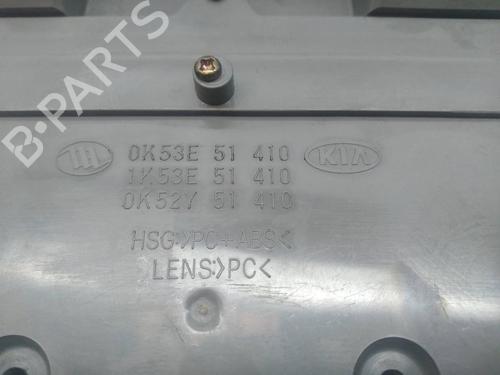 B-PARTS
0K53E 51 410 KIA
1K53E 51 410
0K52Y 51 410
HSG:>PC+ABS<
LENS:>PC<